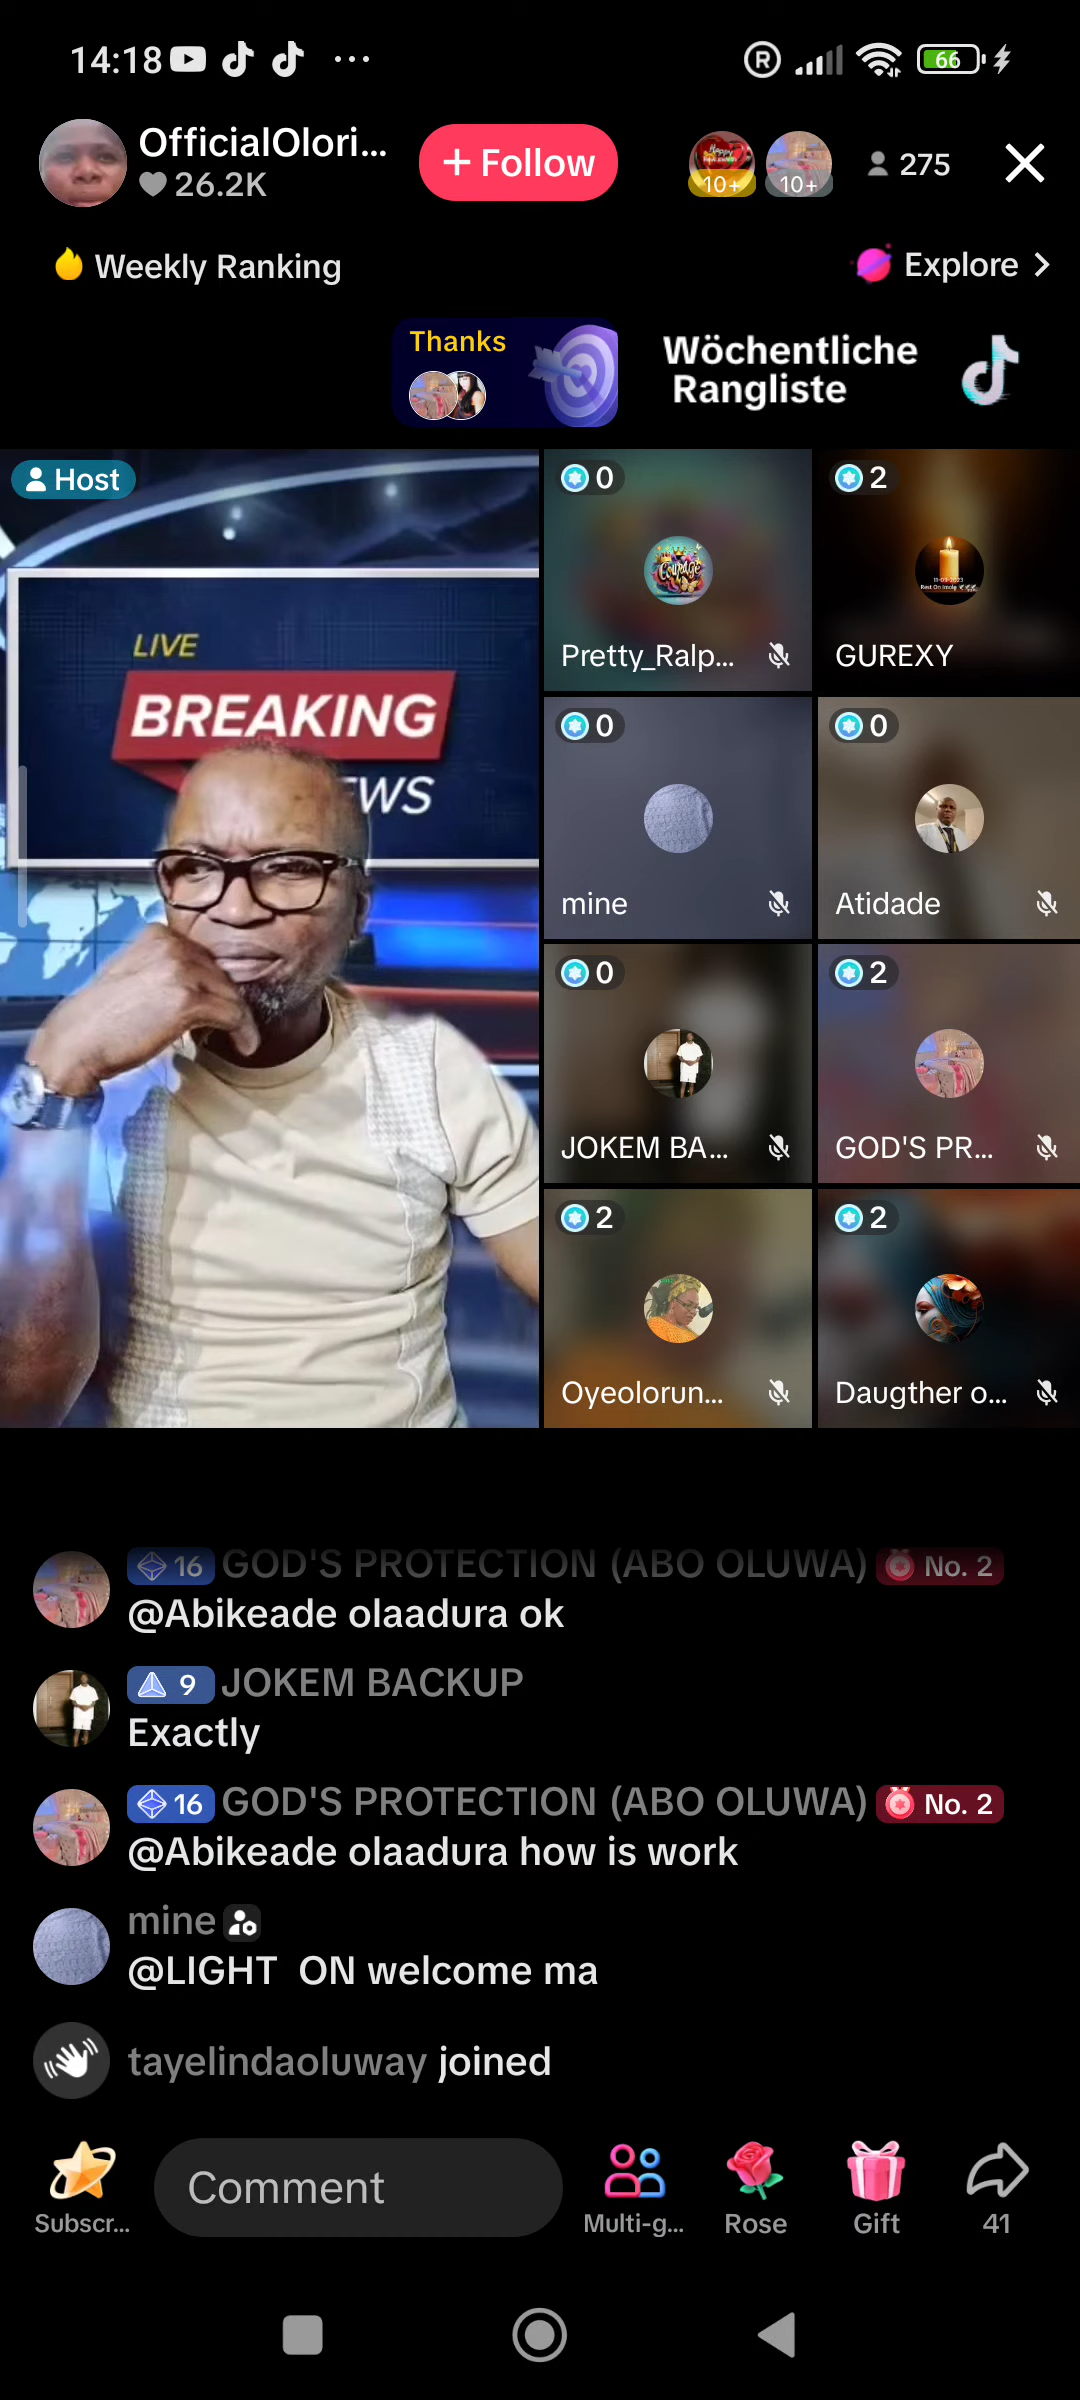 14:18
66
OfficialOlori...
26.2K
+ Follow
10+
10+
275
Weekly Ranking
Explore
Thanks
Wöchentliche
Rangliste
Host
LIVE
BREAKING
0
Pretty_Ralp...
Courage
2
GUREXY
0
mine
0
Atidade
0
JOKEM BA...
2
GOD'S PR...
2
Oyeolorun...
2
Daugther o...
16 GOD'S PROTECTION (ABO OLUWA) No. 2
@Abikeade olaadura ok
9 JOKEM BACKUP
Exactly
16 GOD'S PROTECTION (ABO OLUWA) No. 2
@Abikeade olaadura how is work
mine
@LIGHT ON welcome ma
tayelindaoluway joined
Subscr...
Comment
Multi-g...
Rose
Gift
41